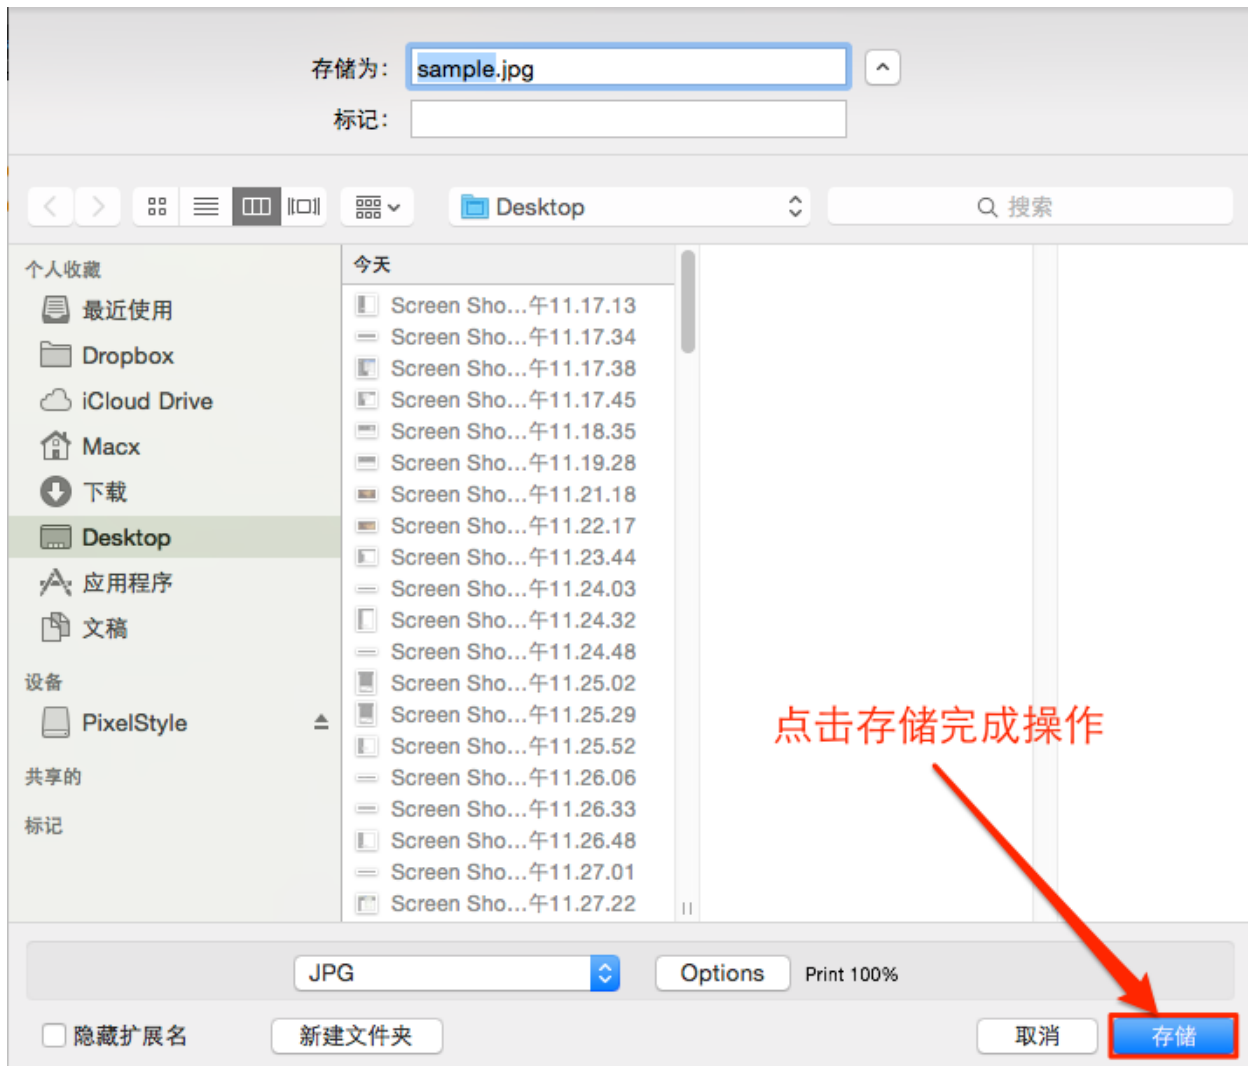 存储为：
sample.jpg
标记：
Desktop
搜索
个人收藏
最近使用
Dropbox
iCloud Drive
Macx
下载
Desktop
应用程序
文稿
设备
PixelStyle
共享的
标记
今天
Screen Sho...午11.17.13
Screen Sho...午11.17.34
Screen Sho...午11.17.38
Screen Sho...午11.17.45
Screen Sho...午11.18.35
Screen Sho...午11.19.28
Screen Sho...午11.21.18
Screen Sho...午11.22.17
Screen Sho...午11.23.44
Screen Sho...午11.24.03
Screen Sho...午11.24.32
Screen Sho...午11.24.48
Screen Sho...午11.25.02
Screen Sho...午11.25.29
Screen Sho...午11.25.52
Screen Sho...午11.26.06
Screen Sho...午11.26.33
Screen Sho...午11.26.48
Screen Sho...午11.27.01
Screen Sho...午11.27.22
点击存储完成操作
JPG
Options
Print 100%
隐藏扩展名
新建文件夹
取消
存储